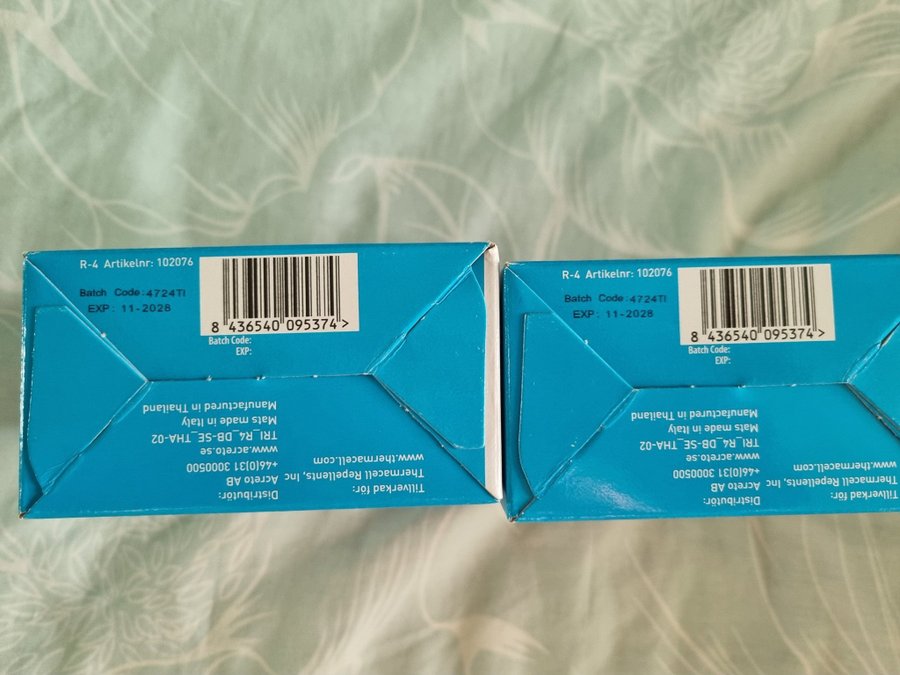 R-4 Artikelnr: 102076
Batch Code: 4724TI
EXP: 11-2028
8 436540 095374 >
Batch Code:
EXP:
Tillverkad för:
Thermacell Repellents, Inc
www.thermacell.com
Distributör:
Acreto AB
+46(0)31 3000500
www.acreto.se
TRI_R4_DB-SE_THA-02
Mats made in Italy
Manufactured in Thailand
R-4 Artikelnr: 102076
Batch Code: 4724TI
EXP: 11-2028
8 436540 095374 >
Batch Code:
EXP:
Tillverkad för:
Thermacell Repellents, Inc
www.thermacell.com
Distributör:
Acreto AB
+46(0)31 3000500
www.acreto.se
TRI_R4_DB-SE_THA-02
Mats made in Italy
Manufactured in Thailand